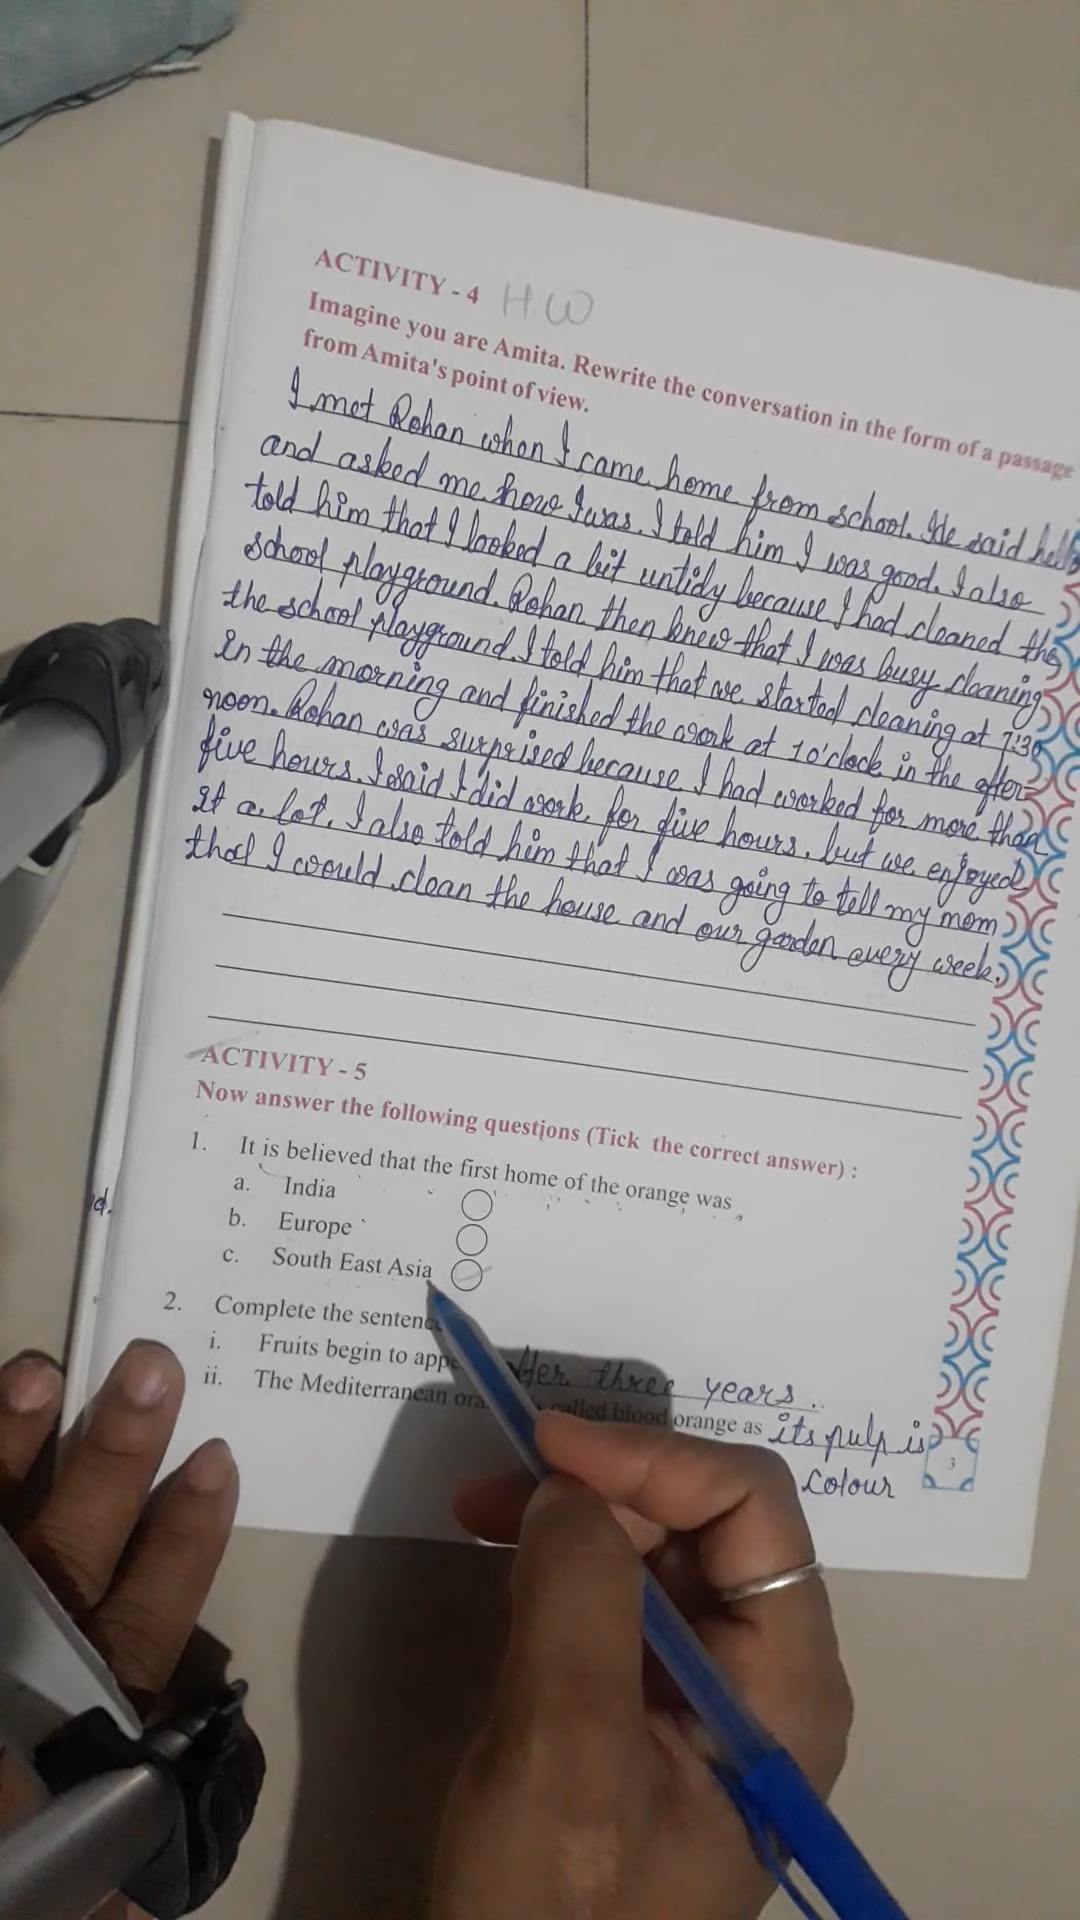 ACTIVITY - 4 H.W
Imagine you are Amita. Rewrite the conversation in the form of a passage
from Amita's point of view.
I met Rohan when I came home from school. He said hello
and asked me how I was. I told him I was good. I also
told him that I looked a bit untidy because I had cleaned the
school playground. Rohan then knew that I was busy cleaning
the school playground. I told him that we started cleaning at 7:30
in the morning and finished the work at 1 o'clock in the after-
noon. Rohan was surprised because I had worked for more than
five hours. I said I did work for five hours, but we enjoyed
it a lot. I also told him that I was going to tell my mom
that I would clean the house and our garden every week.
ACTIVITY - 5
Now answer the following questions (Tick the correct answer) :
1. It is believed that the first home of the orange was
a. India
b. Europe
c. South East Asia
2. Complete the
i. Fruits begin to after three years.
ii. The Mediterranean called blood orange as its pulp is
colour
3
d.